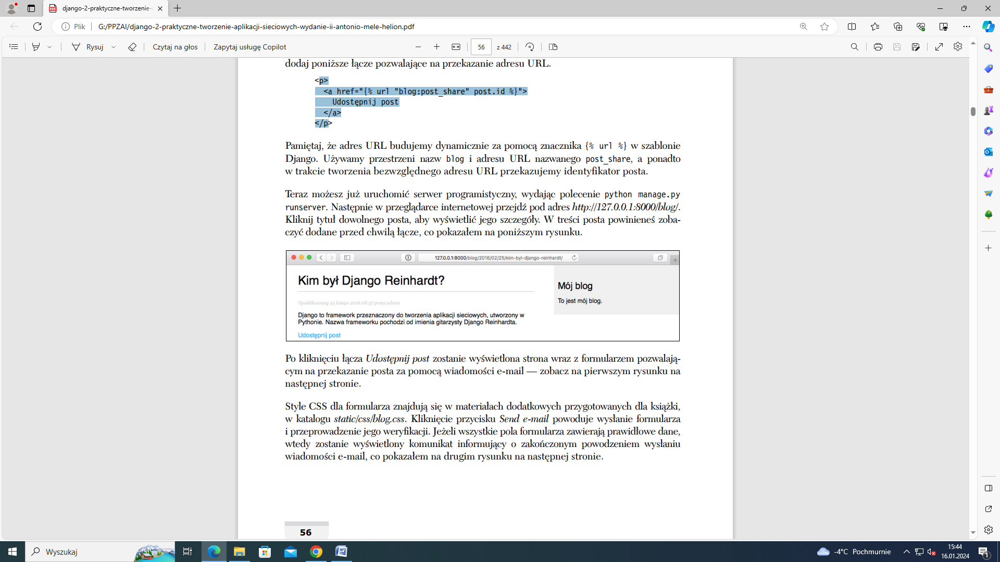 django-2-praktyczne-tworzenie-
Plik
G:/PPZAI/django-2-praktyczne-tworzenie-aplikacji-sieciowych-wydanie-ii-antonio-mele-helion.pdf
Rysuj
Czytaj na głos
Zapytaj usługę Copilot
56
z 442
dodaj poniższe łącze pozwalające na przekazanie adresu URL.
<p>
<a href="{% url "blog:post_share" post.id %}">
Udostępnij post
</a>
</p>
Pamiętaj, że adres URL budujemy dynamicznie za pomocą znacznika {% url %} w szablonie
Django. Używamy przestrzeni nazw blog i adresu URL nazwanego post_share, a ponadto
w trakcie tworzenia bezwzględnego adresu URL przekazujemy identyfikator posta.
Teraz możesz już uruchomić serwer programistyczny, wydając polecenie python manage.py
runserver. Następnie w przeglądarce internetowej przejdź pod adres http://127.0.0.1:8000/blog/.
Kliknij tytuł dowolnego posta, aby wyświetlić jego szczegóły. W treści posta powinieneś zoba-
czyć dodane przed chwilą łącze, co pokazałem na poniższym rysunku.
127.0.0.1:8000/blog/2016/02/25/kim-byl-django-reinhardt/
Kim był Django Reinhardt?
Opublikowany 25 lutego 2016 08:57 przez admin
Django to framework przeznaczony do tworzenia aplikacji sieciowych, utworzony w
Pythonie. Nazwa frameworku pochodzi od imienia gitarzysty Django Reinhardta.
Udostępnij post
Mój blog
To jest mój blog.
Po kliknięciu łącza Udostępnij post zostanie wyświetlona strona wraz z formularzem pozwalają-
cym na przekazanie posta za pomocą wiadomości e-mail — zobacz na pierwszym rysunku na
następnej stronie.
Style CSS dla formularza znajdują się w materiałach dodatkowych przygotowanych dla książki,
w katalogu static/css/blog.css. Kliknięcie przycisku Send e-mail powoduje wysłanie formularza
i przeprowadzenie jego weryfikacji. Jeżeli wszystkie pola formularza zawierają prawidłowe dane,
wtedy zostanie wyświetlony komunikat informujący o zakończonym powodzeniem wysłaniu
wiadomości e-mail, co pokazałem na drugim rysunku na następnej stronie.
56
Wyszukaj
-4°C Pochmurnie
15:44
16.01.2024
1